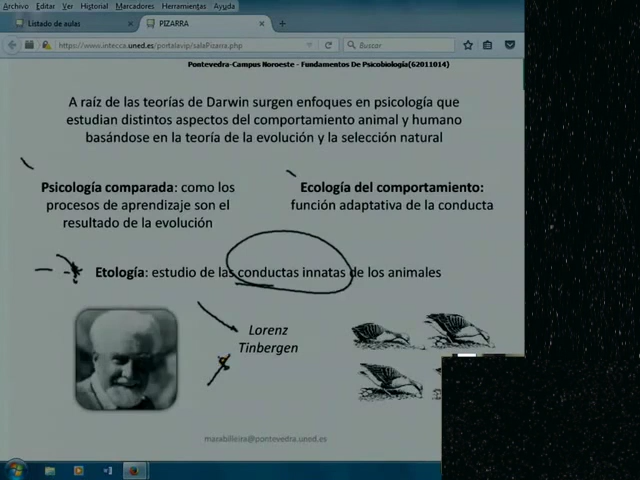 Archivo Editar Ver Historial Marcadores Herramientas Ayuda
Listado de aulas
PIZARRA
https://www.intecca.uned.es/portalavip/salaPizarra.php
Buscar
Pontevedra-Campus Noroeste - Fundamentos De Psicobiología(62011014)
A raíz de las teorías de Darwin surgen enfoques en psicología que
estudian distintos aspectos del comportamiento animal y humano
basándose en la teoría de la evolución y la selección natural
Psicología comparada: como los
procesos de aprendizaje son el
resultado de la evolución
Ecología del comportamiento:
función adaptativa de la conducta
Etología: estudio de las conductas innatas de los animales
Lorenz
Tinbergen